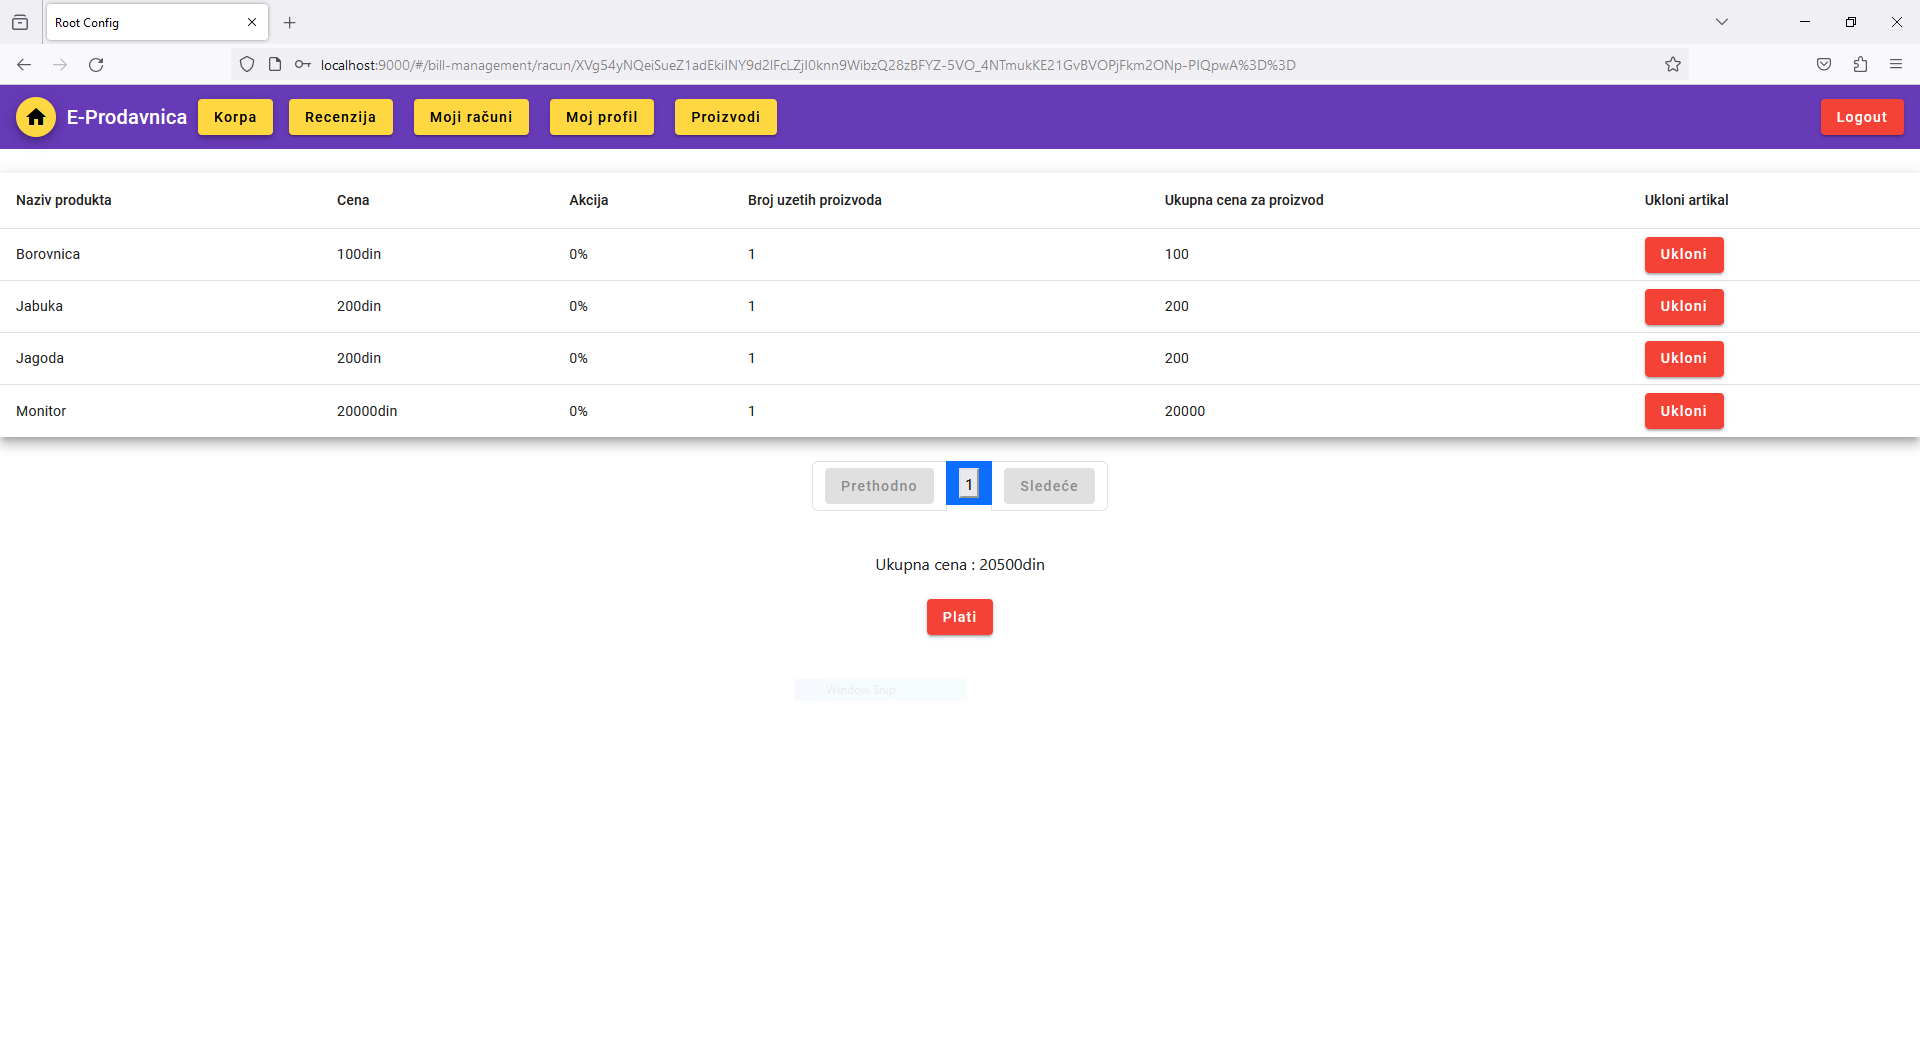 Root Config
localhost:9000/#/bill-management/racun/XVg54yNQeiSueZ1adEkiINY9d2IFcLZjI0knn9WibzQ28zBFYZ-5VO_4NTmukKE21GvBVOPjFkm2ONp-PIQpwA%3D%3D
E-Prodavnica Korpa Recenzija Moji računi Moj profil Proizvodi Logout
Naziv produkta Cena Akcija Broj uzetih proizvoda Ukupna cena za proizvod Ukloni artikal
Borovnica 100din 0% 1 100 Ukloni
Jabuka 200din 0% 1 200 Ukloni
Jagoda 200din 0% 1 200 Ukloni
Monitor 20000din 0% 1 20000 Ukloni
Prethodno 1 Sledeće
Ukupna cena : 20500din
Plati
Window Snip